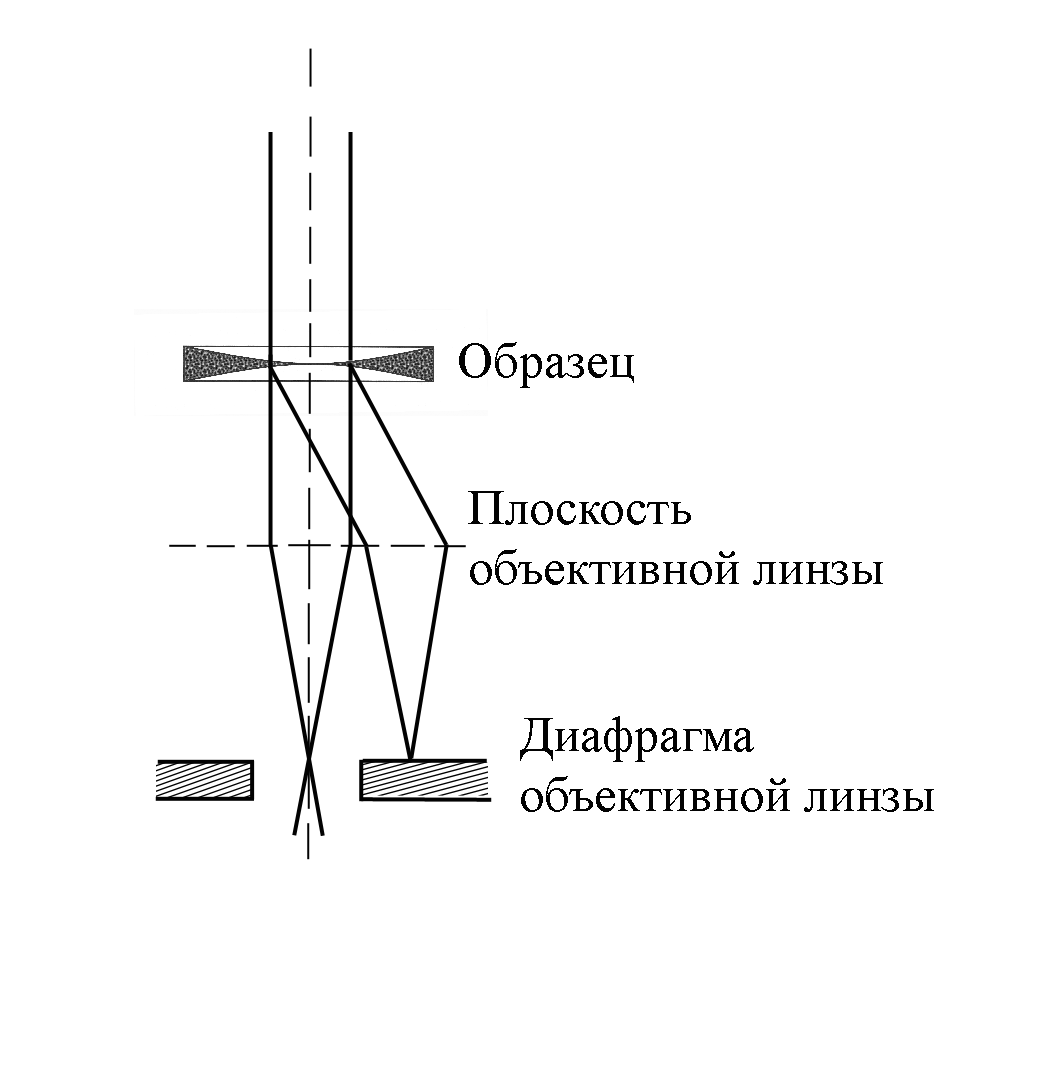 Образец
Плоскость
объективной линзы
Диафрагма
объективной линзы